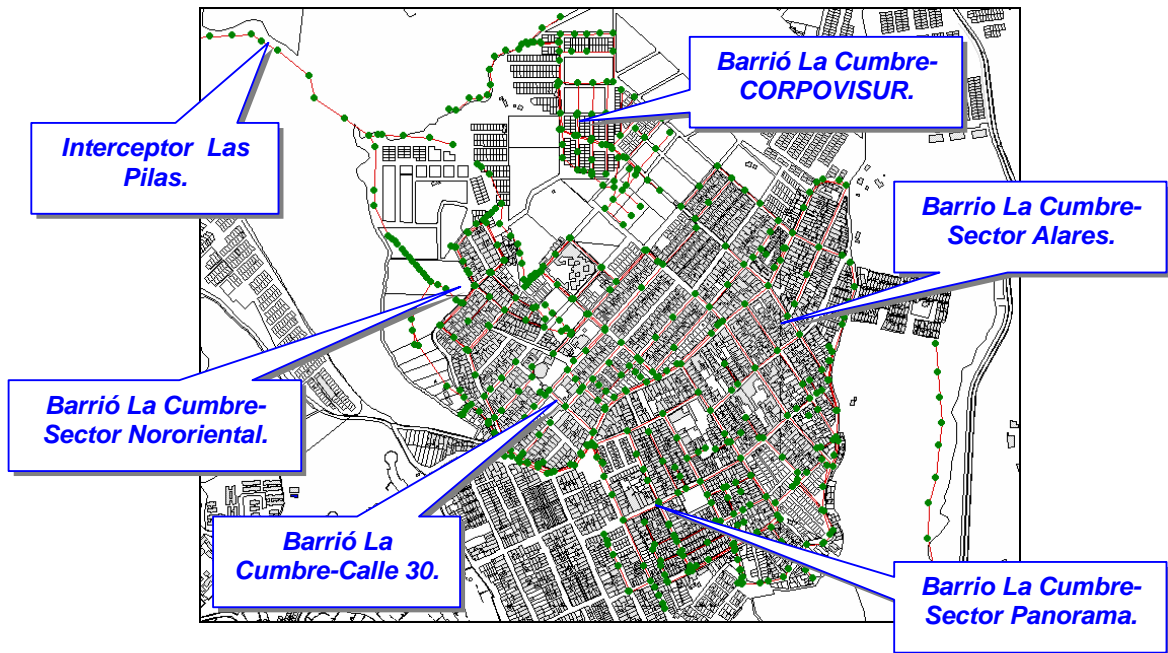 Barrió La Cumbre-
CORPOVISUR.
Interceptor Las
Pilas.
Barrio La Cumbre-
Sector Alares.
Barrió La Cumbre-
Sector Nororiental.
Barrió La
Cumbre-Calle 30.
Barrio La Cumbre-
Sector Panorama.